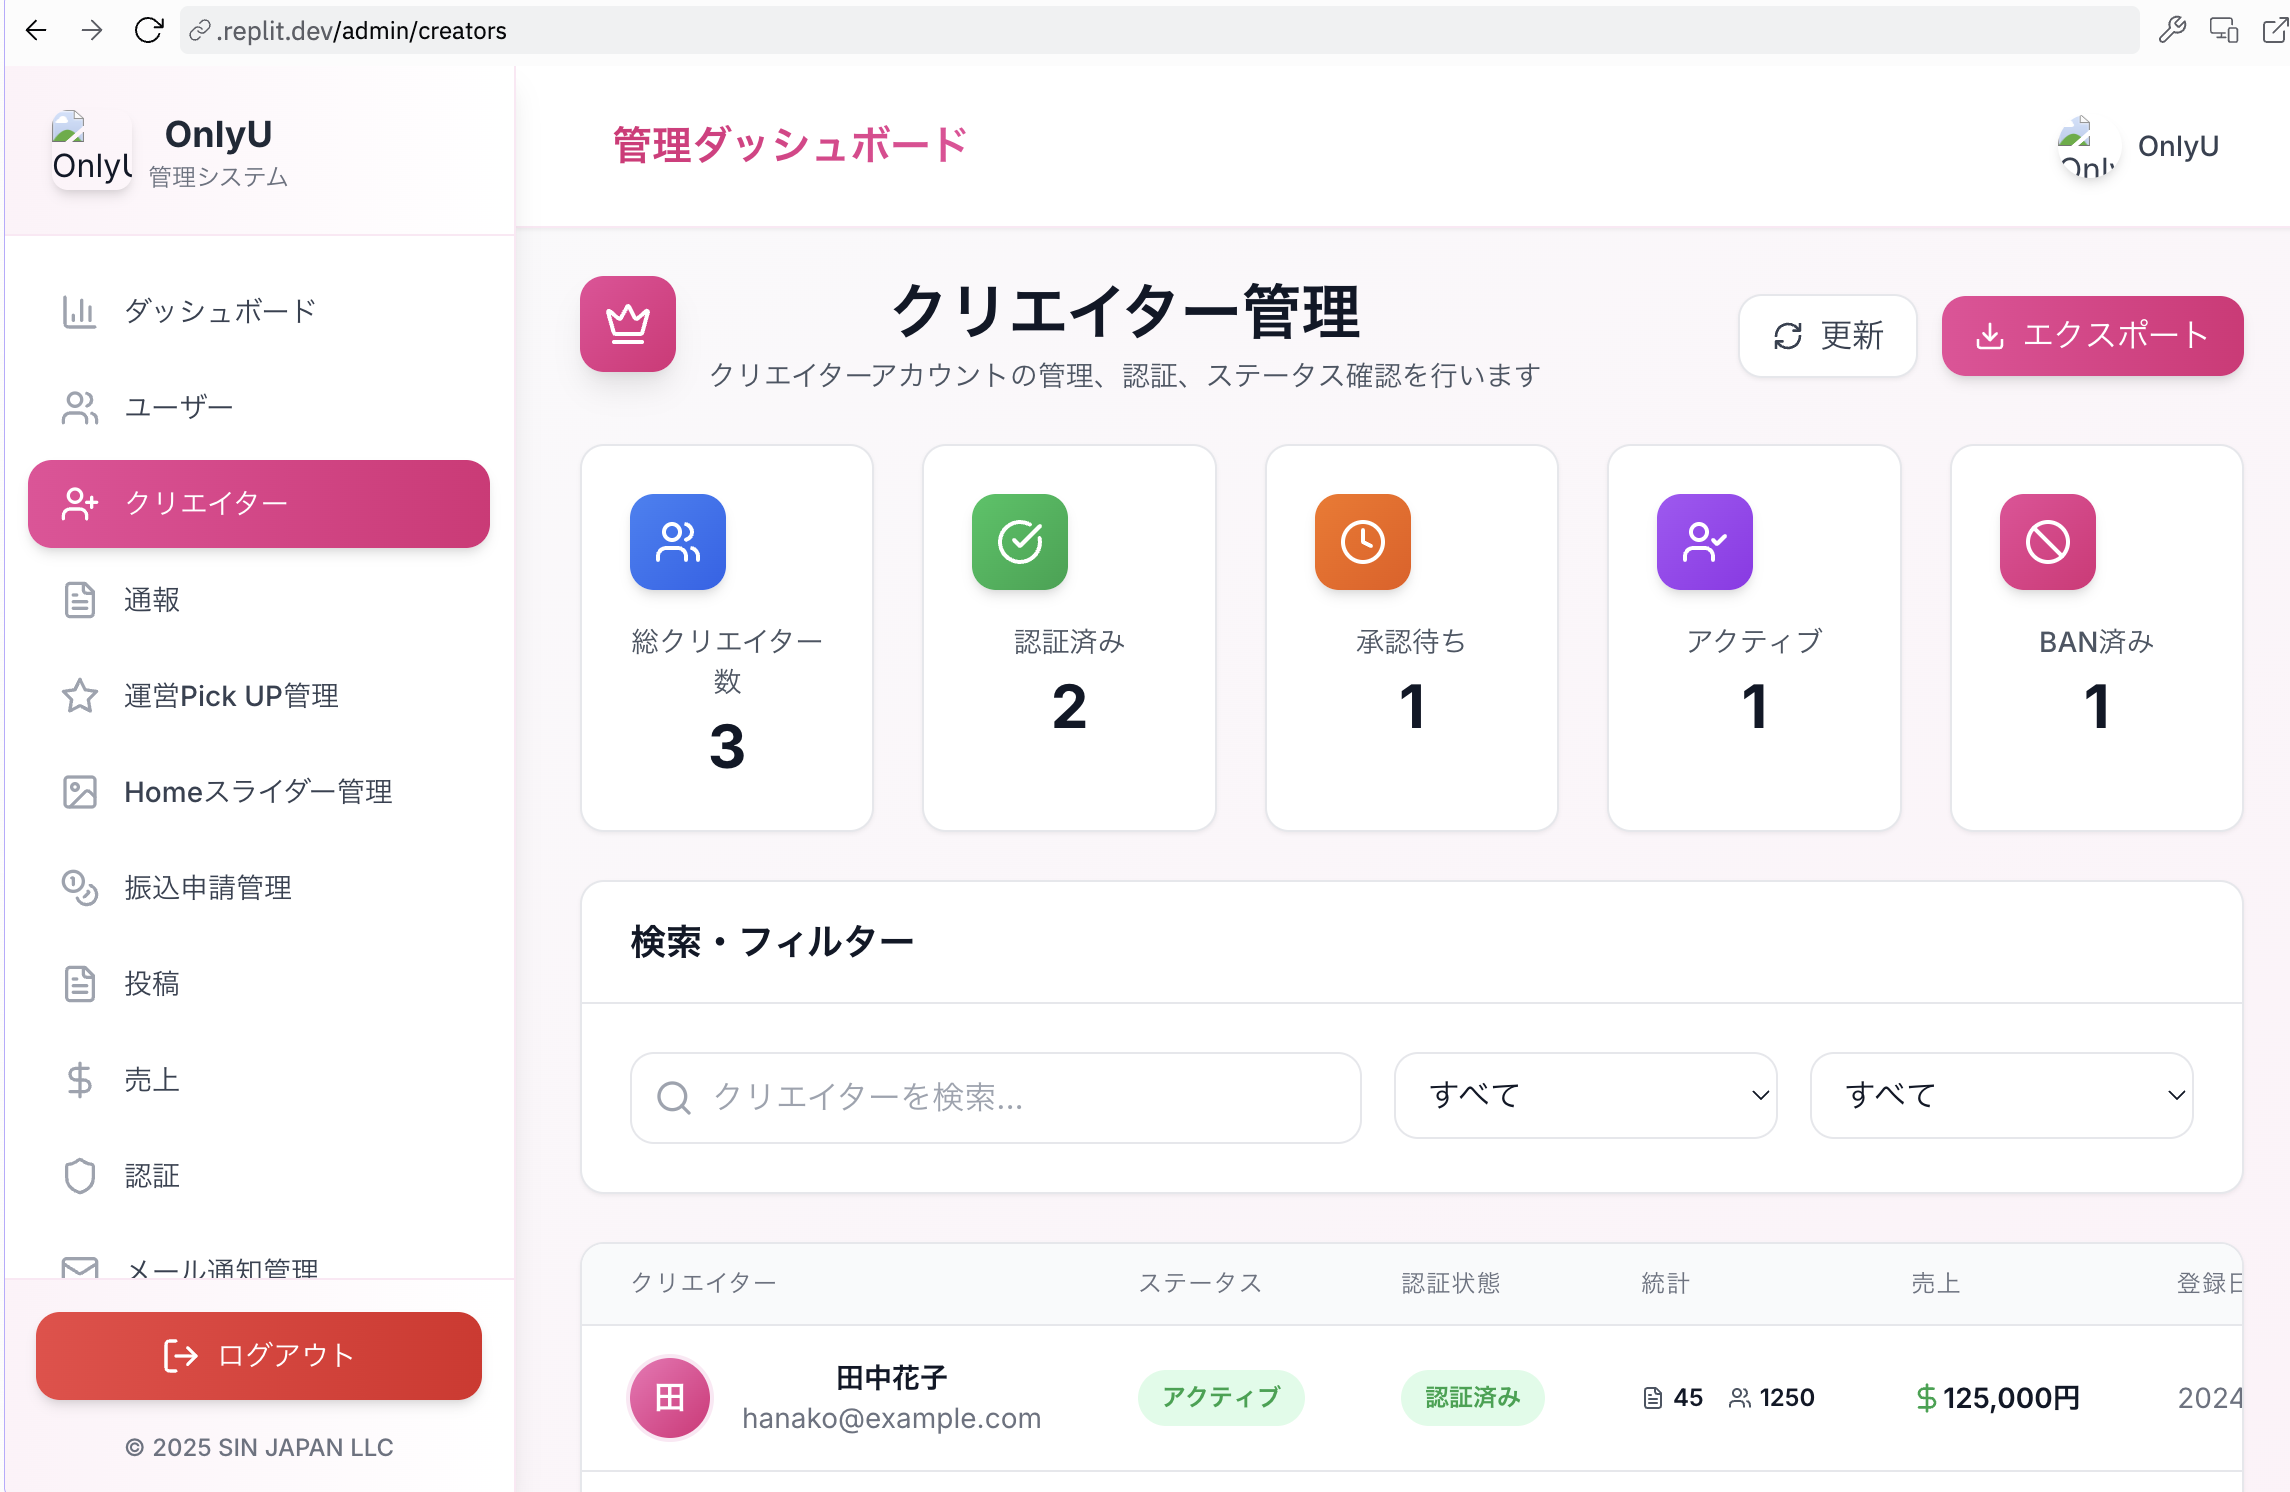 .replit.dev/admin/creators
OnlyU
OnlyU
管理システム
管理ダッシュボード
OnlyU
ダッシュボード
ユーザー
クリエイター
通報
運営Pick UP管理
Homeスライダー管理
振込申請管理
投稿
売上
認証
メール通知管理
ログアウト
© 2025 SIN JAPAN LLC
クリエイター管理
クリエイターアカウントの管理、認証、ステータス確認を行います
更新
エクスポート
総クリエイター
数
3
認証済み
2
承認待ち
1
アクティブ
1
BAN済み
1
検索・フィルター
クリエイターを検索...
すべて
すべて
クリエイター
ステータス
認証状態
統計
売上
登録日
田
田中花子
hanako@example.com
アクティブ
認証済み
45
1250
$125,000円
2024